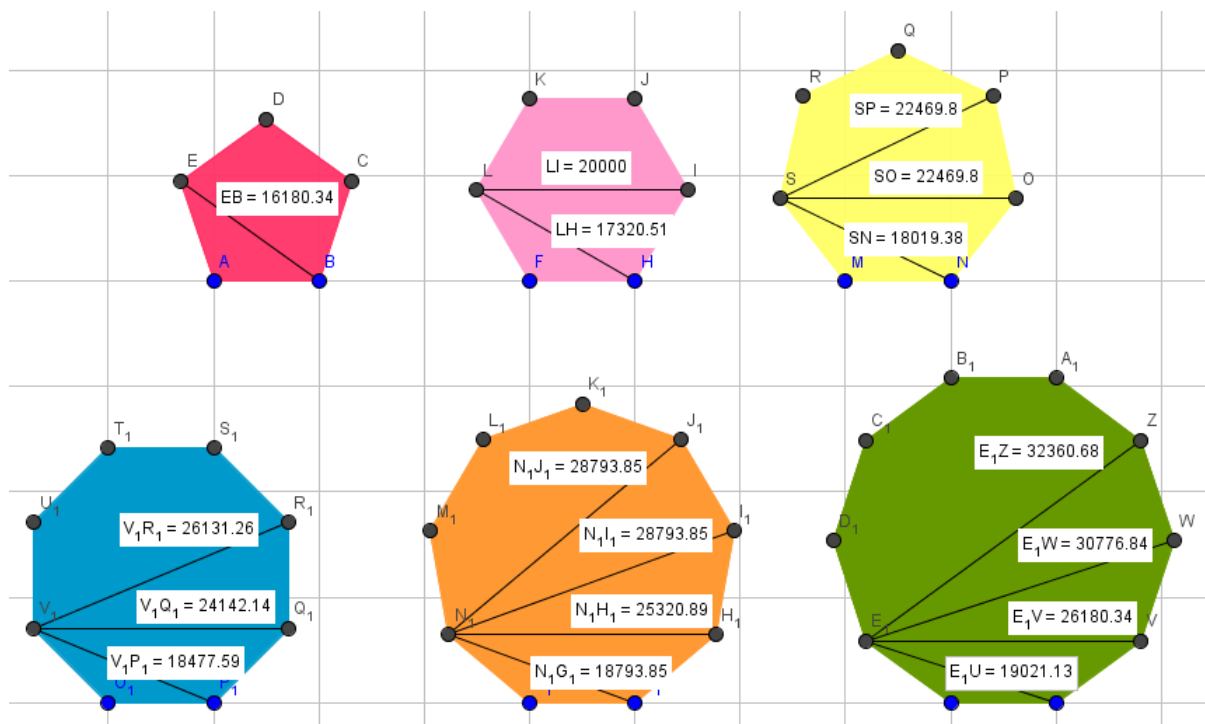 Q
D
K
J
R
P
SP = 22469.8
E
C
LI = 20000
L
I
SO = 22469.8
S
O
EB = 16180.34
LH = 17320.51
SN = 18019.38
A
B
F
H
M
N
B₁
A₁
K₁
C₁
Z
T₁
S₁
L₁
J₁
E₁Z = 32360.68
N₁J₁ = 28793.85
U₁
R₁
M₁
I₁
D₁
W
V₁R₁ = 26131.26
N₁I₁ = 28793.85
E₁W = 30776.84
V₁Q₁ = 24142.14
V₁
Q₁
N₁H₁ = 25320.89
N₁
H₁
E₁V = 26180.34
E₁
V
V₁P₁ = 18477.59
N₁G₁ = 18793.85
E₁U = 19021.13
P₁